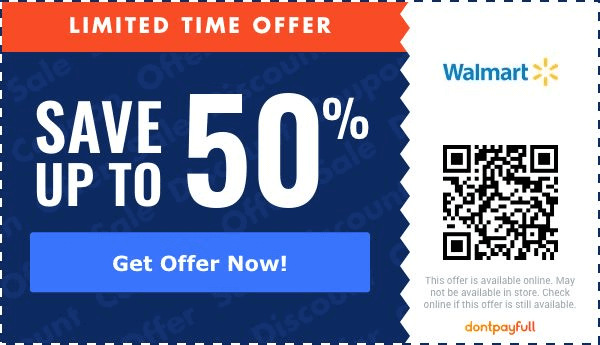 LIMITED TIME OFFER
SAVE
UP TO
50%
Get Offer Now!
Walmart
This offer is available online. May
not be available in store. Check
online if this offer is still available.
dontpayfull